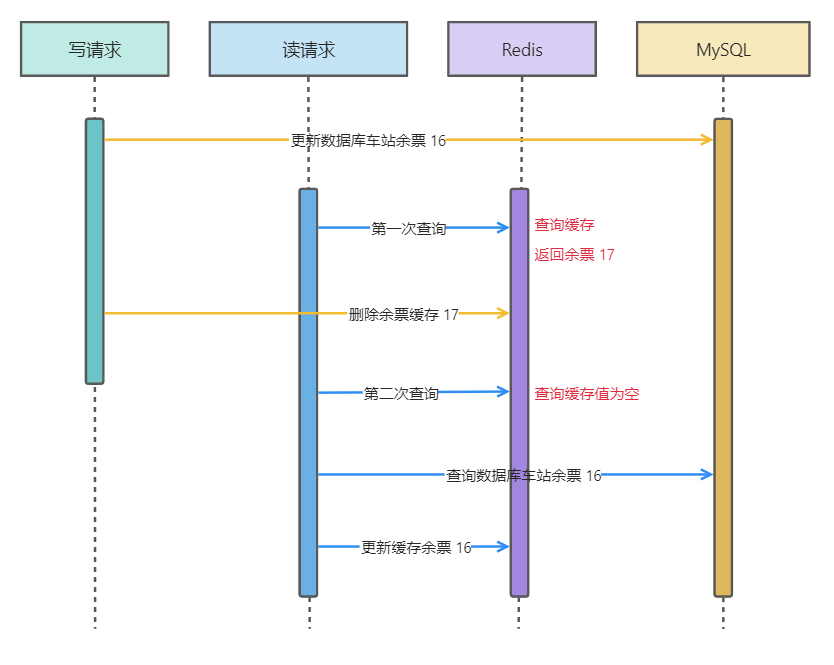 写请求
读请求
Redis
MySQL
更新数据库车站余票 16
第一次查询
查询缓存
返回余票 17
删除余票缓存 17
第二次查询
查询缓存值为空
查询数据库车站余票 16
更新缓存余票 16